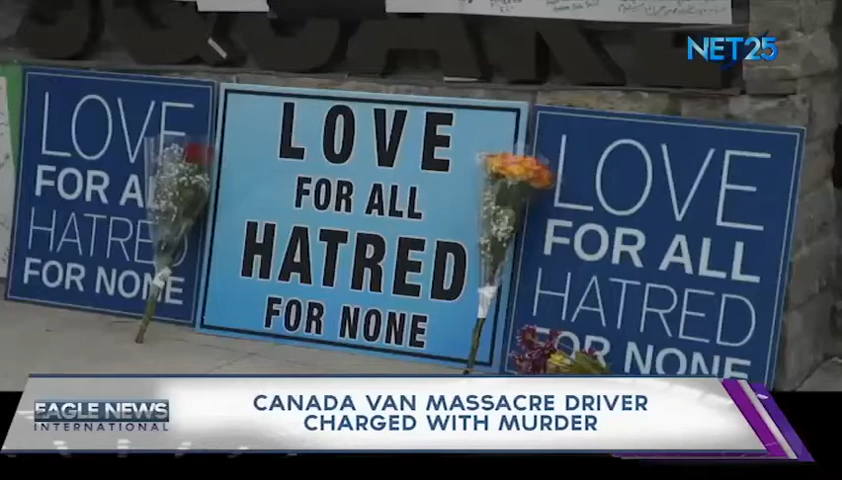 SQUARE
NET25
LOVE
FOR ALL
HATRED
FOR NONE
LOVE
FOR ALL
HATRED
FOR NONE
LOVE
FOR ALL
HATRED
FOR NONE
EAGLE NEWS
INTERNATIONAL
CANADA VAN MASSACRE DRIVER
CHARGED WITH MURDER